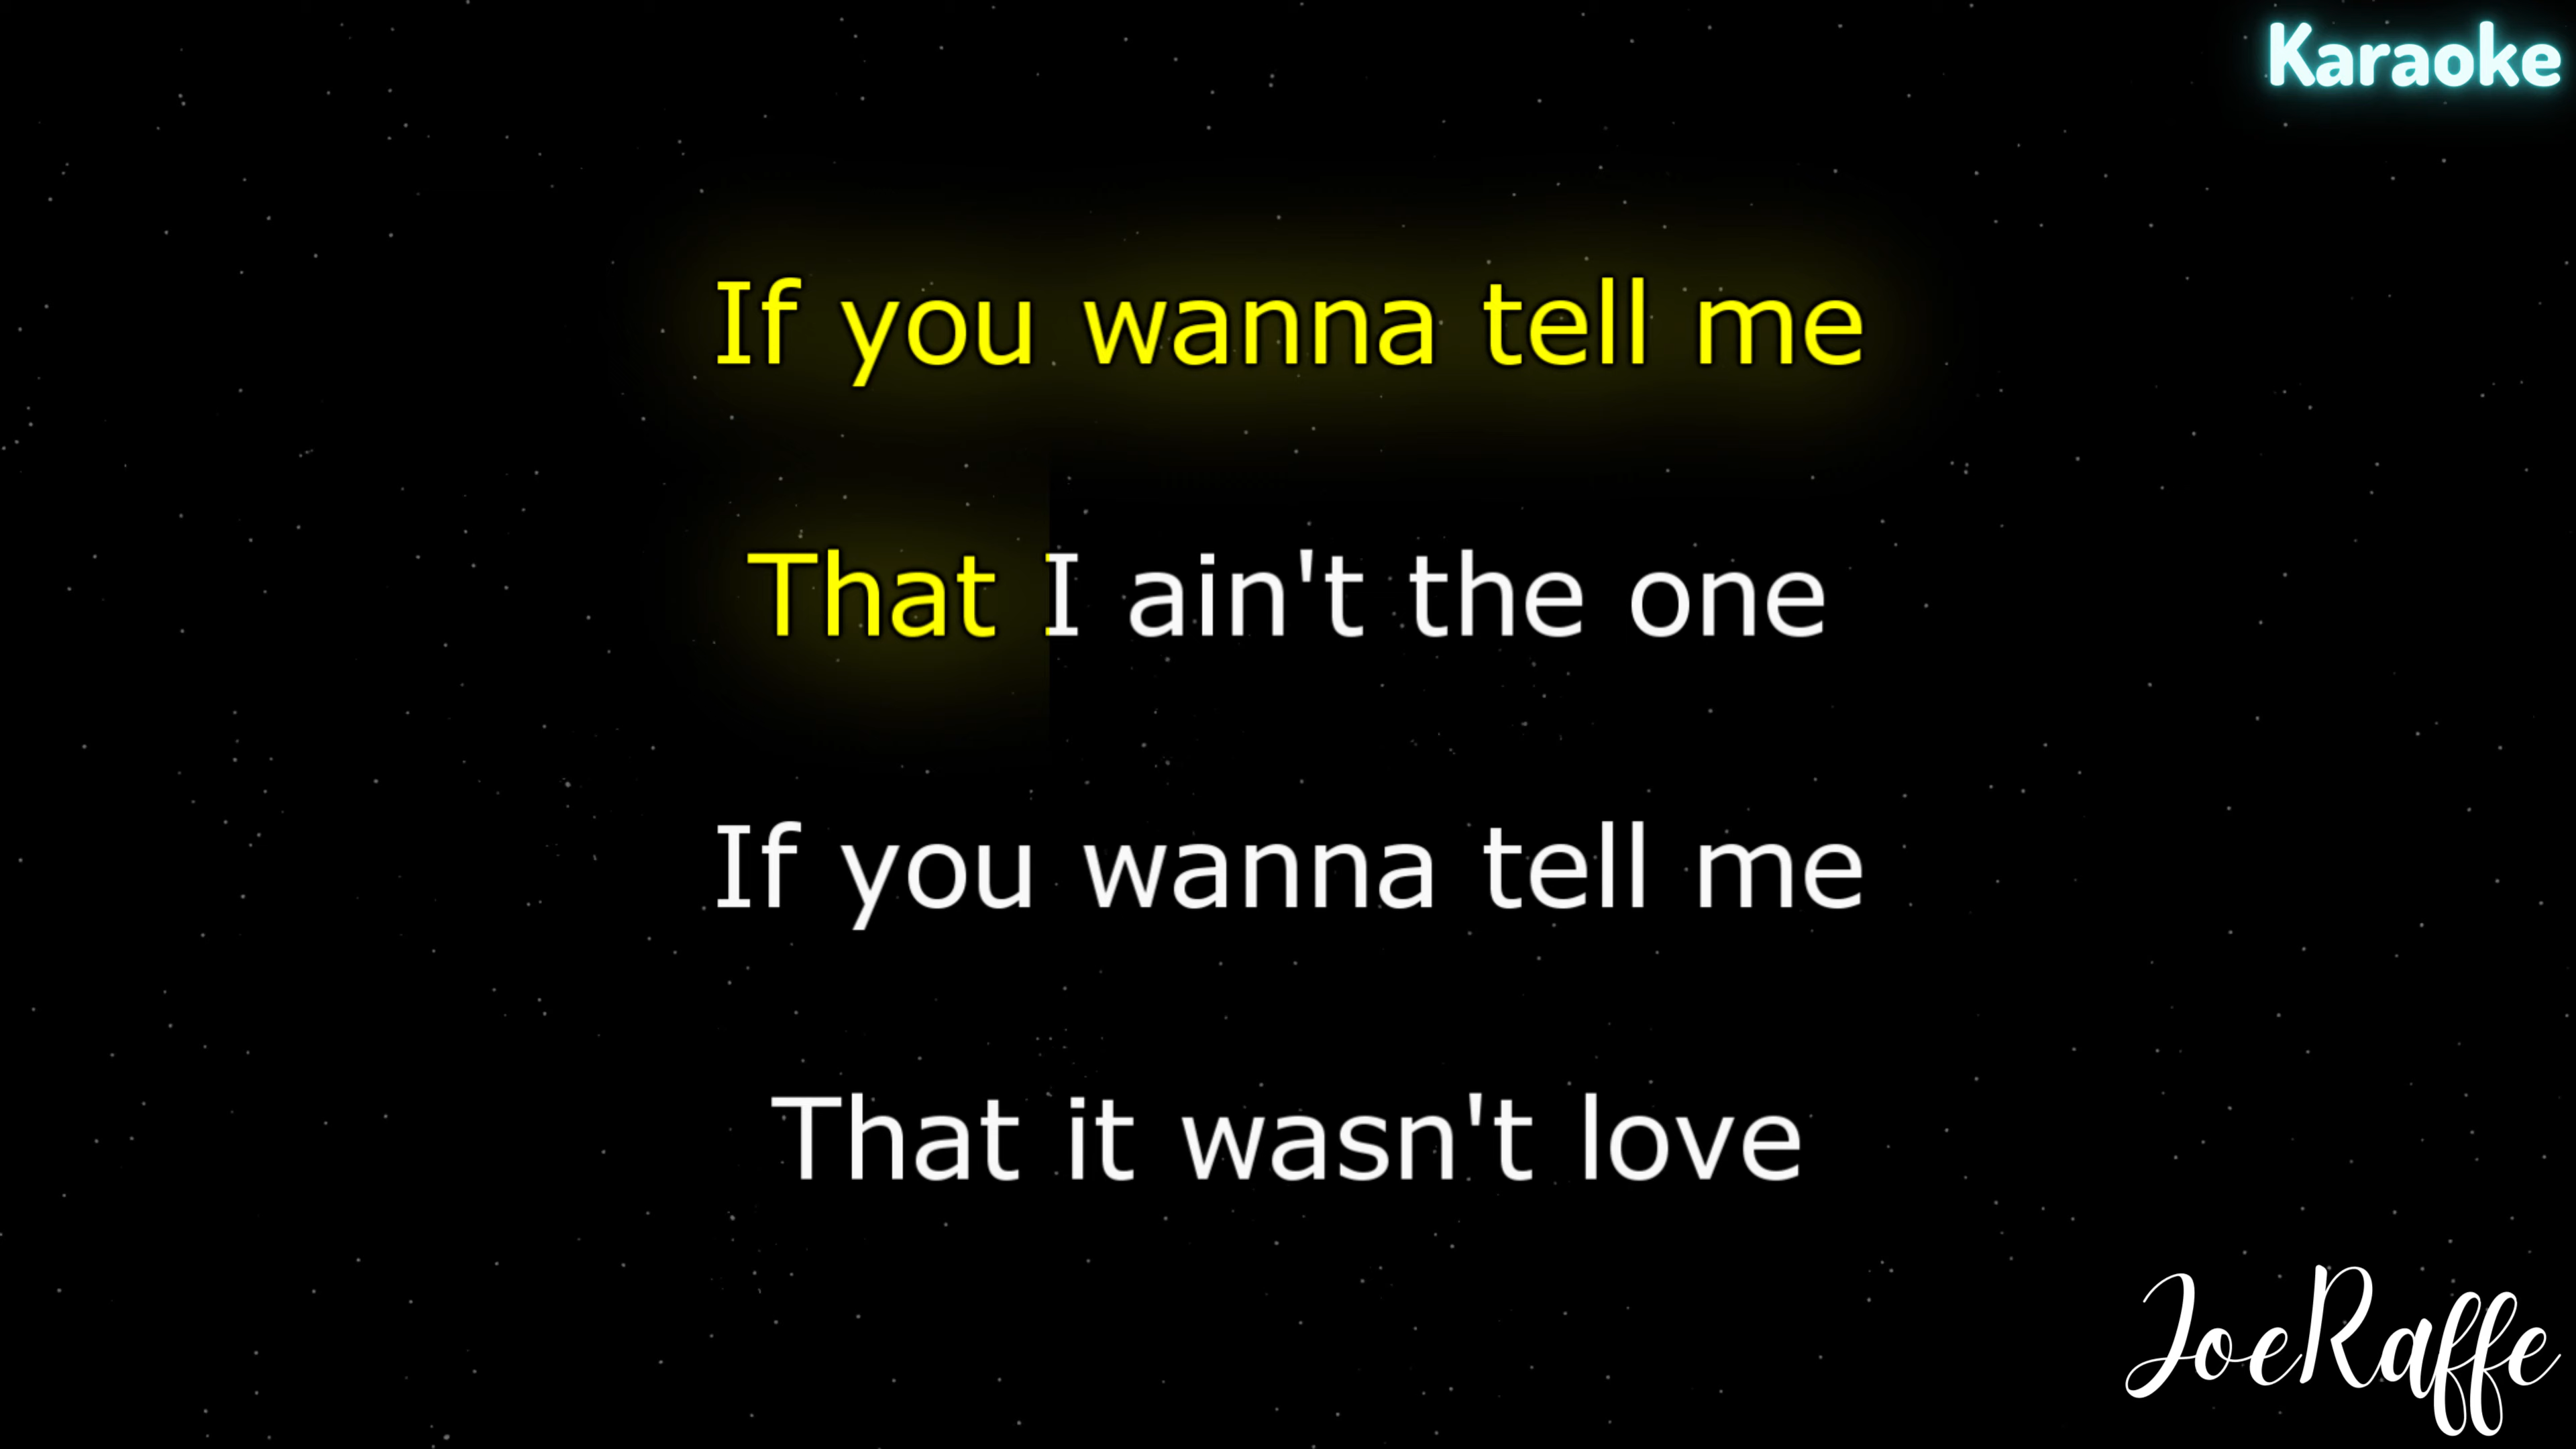 Karaoke
If you wanna tell me
That I ain't the one
If you wanna tell me
That it wasn't love
JoeRaffe